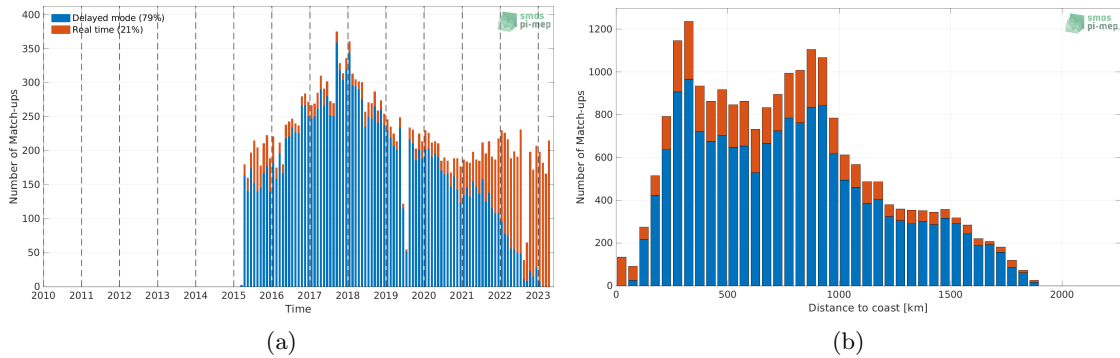 Delayed mode (79%)
Real time (21%)
smos
pi-mep
Number of Match-ups
400
350
300
250
200
150
100
50
0
2010 2011 2012 2013 2014 2015 2016 2017 2018 2019 2020 2021 2022 2023
Time
(a)
smos
pi-mep
Number of Match-ups
1200
1000
800
600
400
200
0
0 500 1000 1500 2000
Distance to coast [km]
(b)